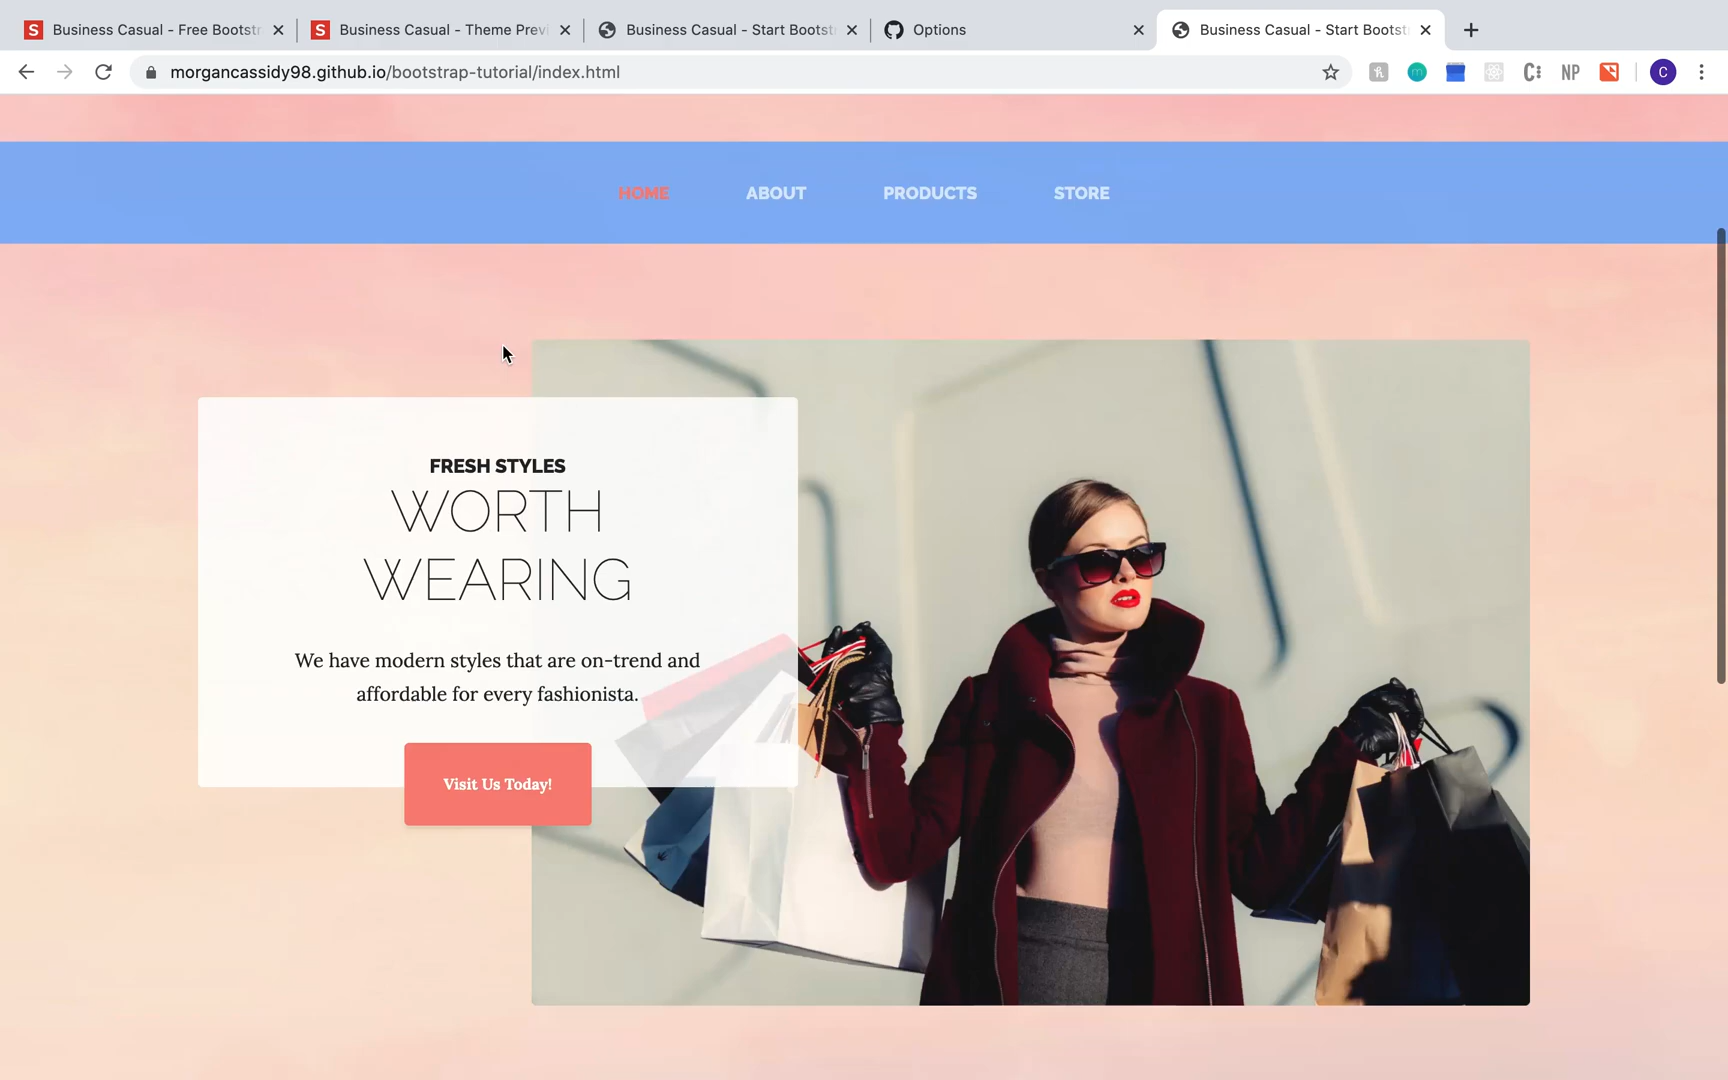 Business Casual - Free Bootstr
Business Casual - Theme Previ
Business Casual - Start Bootst
Options
Business Casual - Start Bootst
morgancassidy98.github.io/bootstrap-tutorial/index.html
NP
C
HOME
ABOUT
PRODUCTS
STORE
FRESH STYLES
WORTH
WEARING
We have modern styles that are on-trend and
affordable for every fashionista.
Visit Us Today!